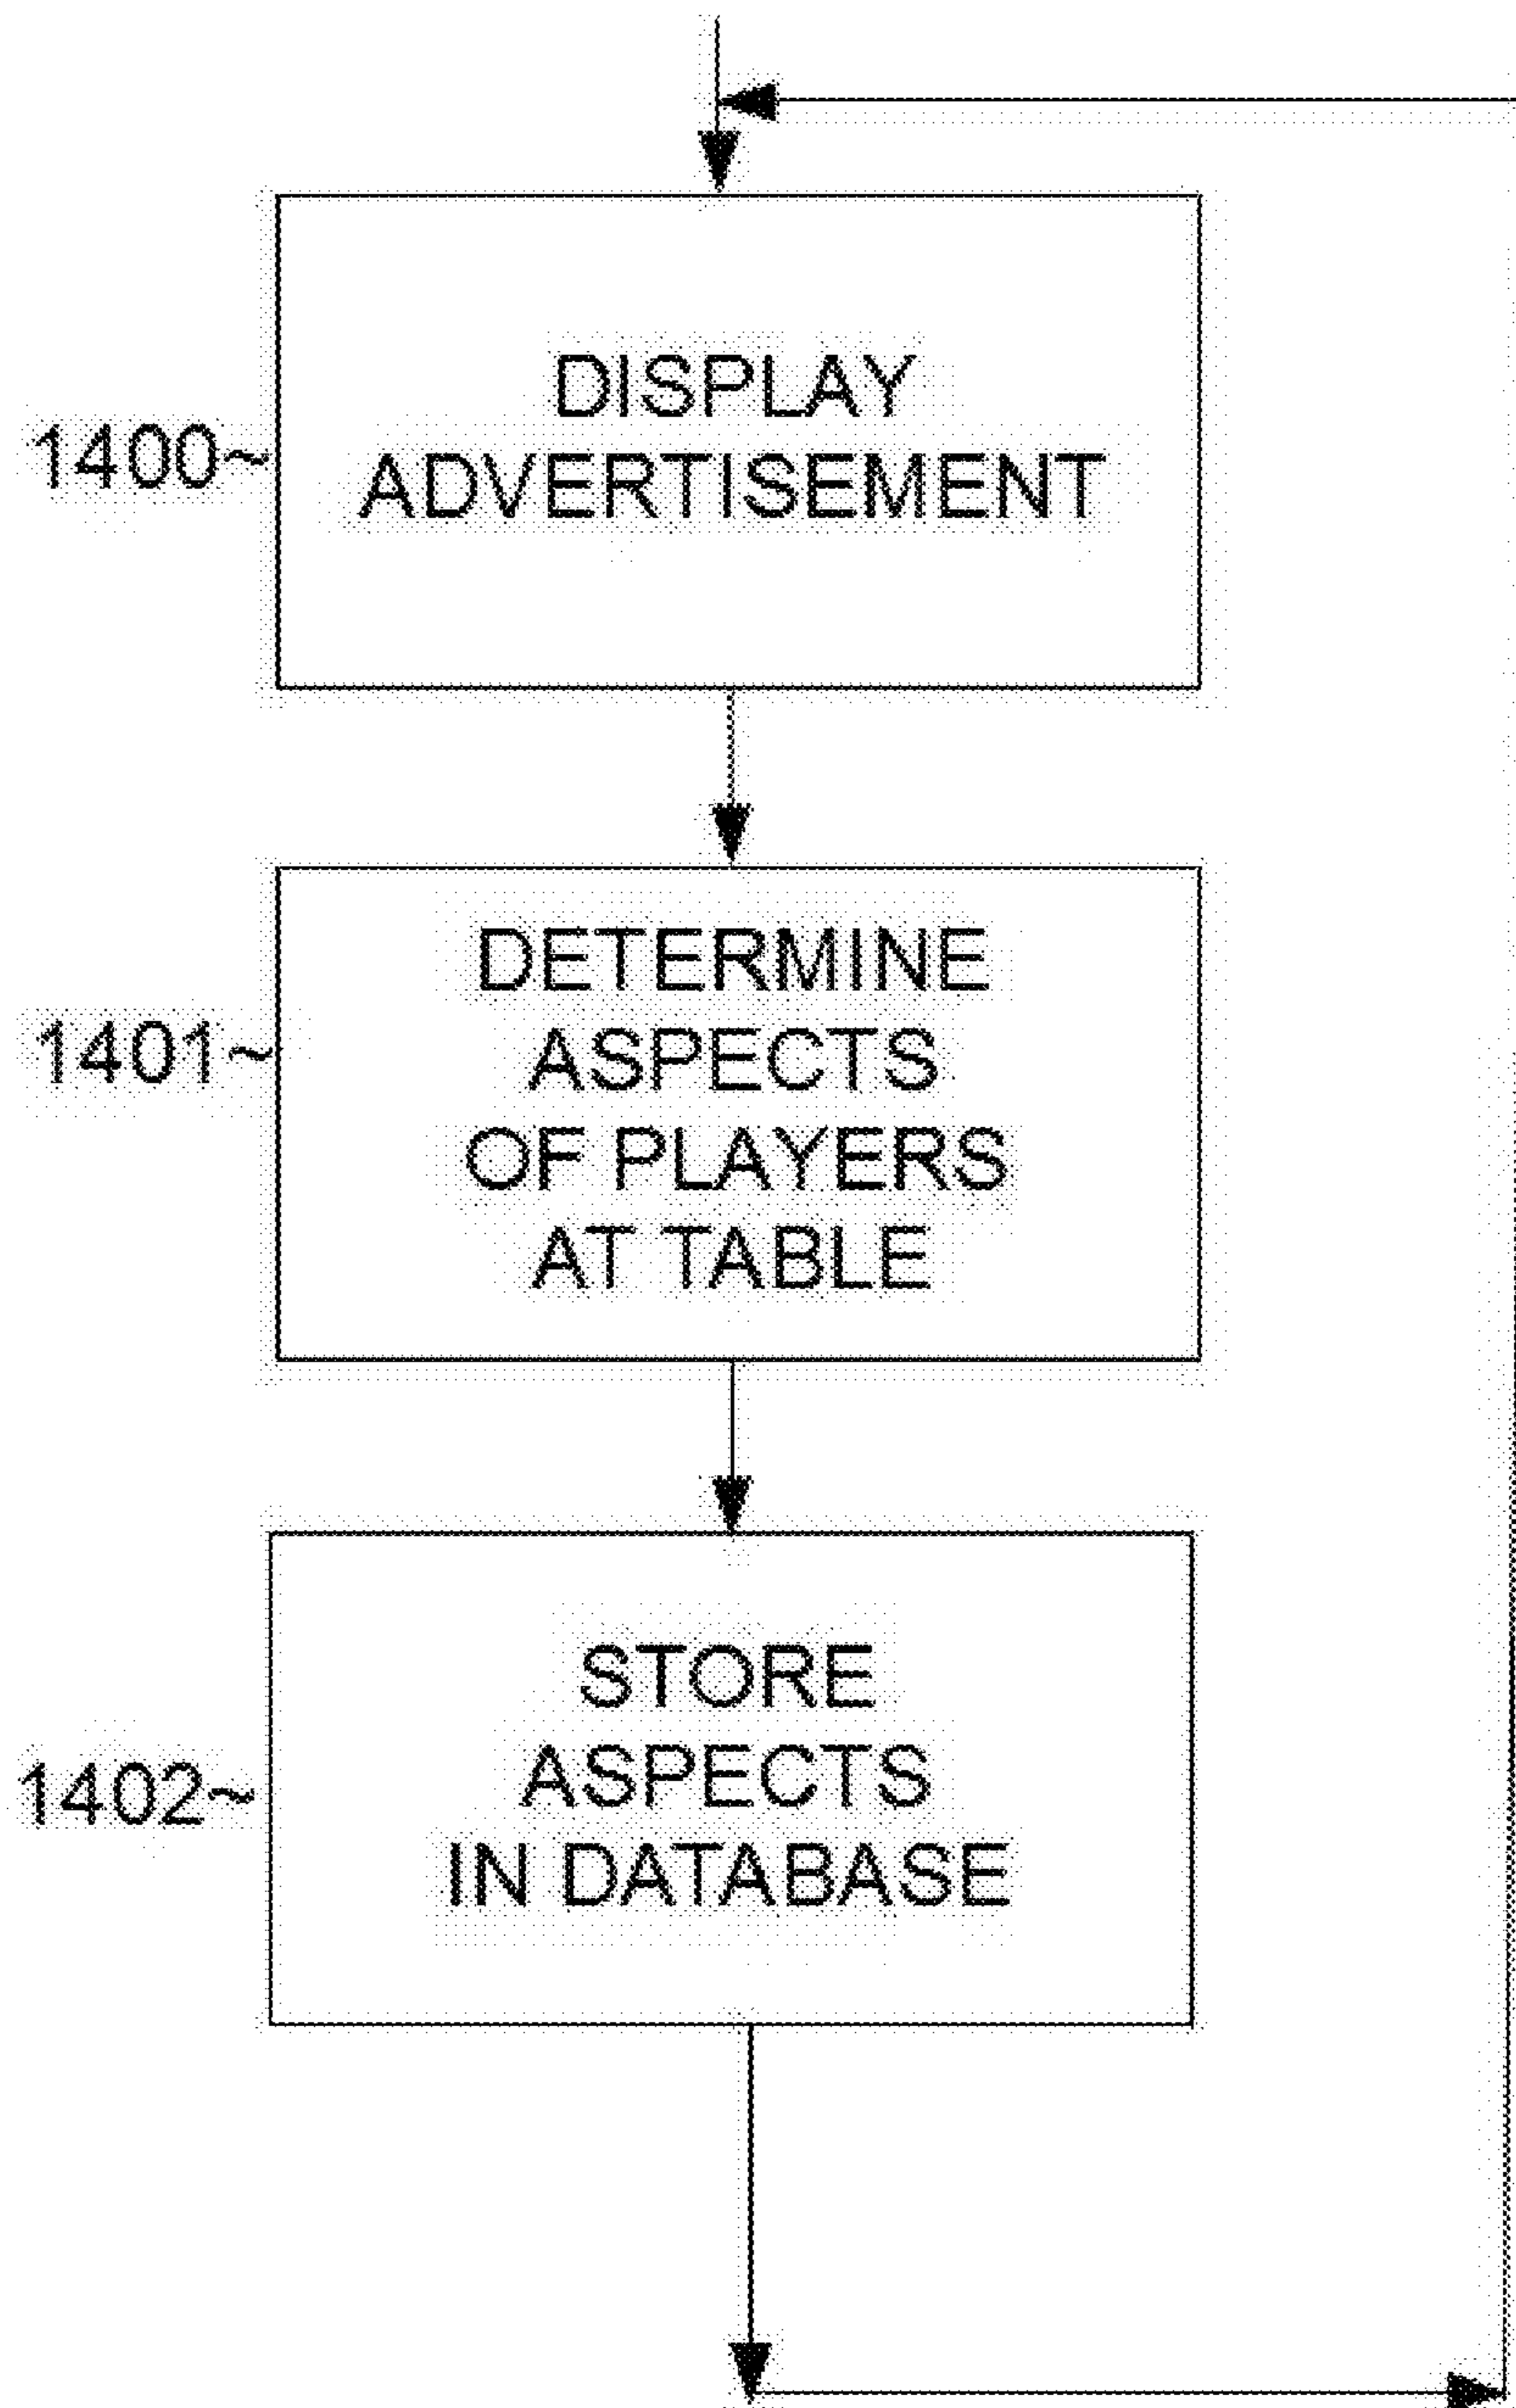 DISPLAY
ADVERTISEMENT
1400~
DETERMINE
ASPECTS
OF PLAYERS
AT TABLE
1401~
STORE
ASPECTS
IN DATABASE
1402~